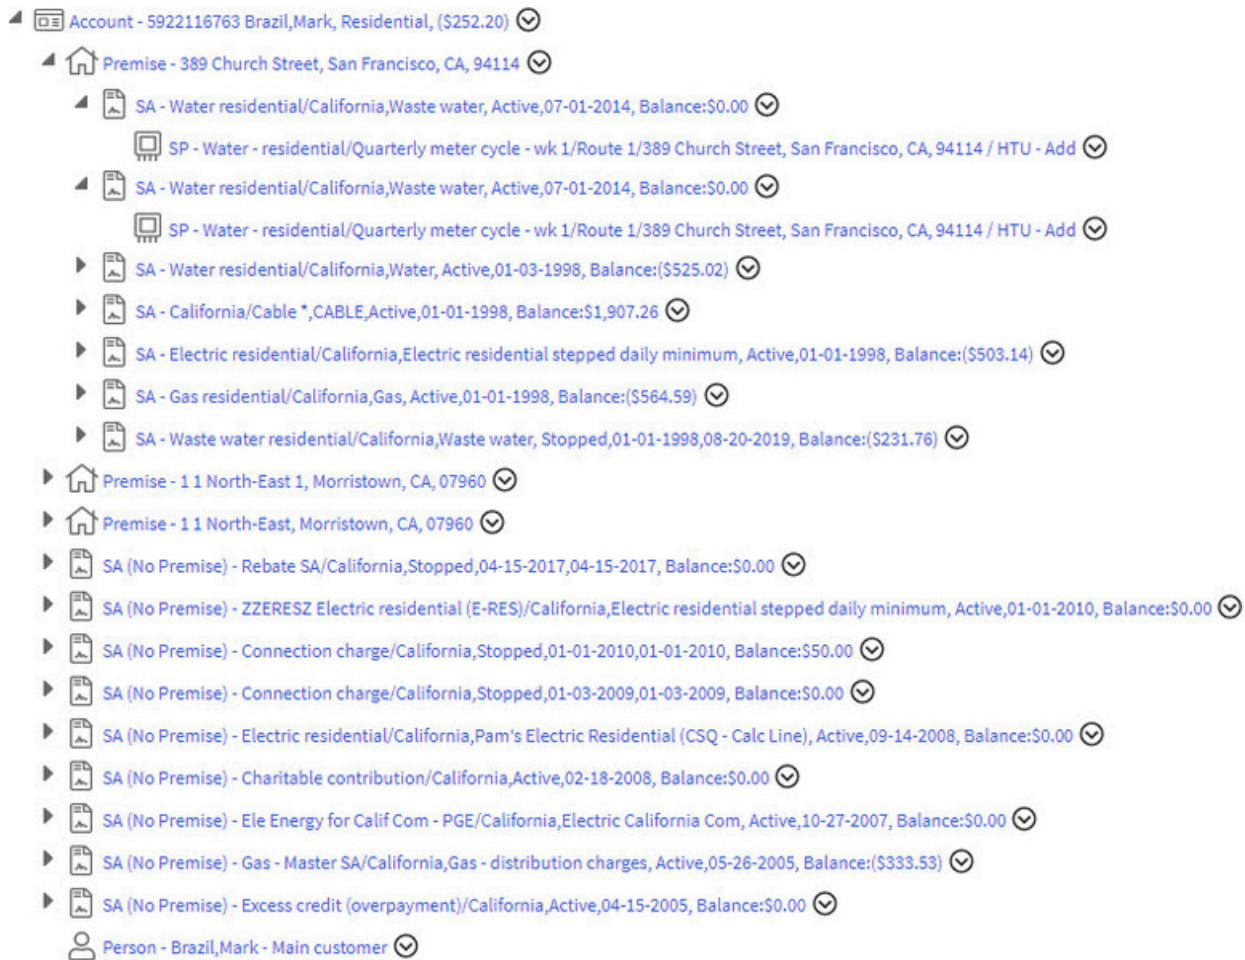 Account - 5922116763 Brazil,Mark, Residential, ($252.20)
Premise - 389 Church Street, San Francisco, CA, 94114
SA - Water residential/California,Waste water, Active,07-01-2014, Balance:$0.00
SP - Water - residential/Quarterly meter cycle - wk 1/Route 1/389 Church Street, San Francisco, CA, 94114 / HTU - Add
SA - Water residential/California,Waste water, Active,07-01-2014, Balance:$0.00
SP - Water - residential/Quarterly meter cycle - wk 1/Route 1/389 Church Street, San Francisco, CA, 94114 / HTU - Add
SA - Water residential/California,Water, Active,01-03-1998, Balance:($525.02)
SA - California/Cable *,CABLE,Active,01-01-1998, Balance:$1,907.26
SA - Electric residential/California,Electric residential stepped daily minimum, Active,01-01-1998, Balance:($503.14)
SA - Gas residential/California,Gas, Active,01-01-1998, Balance:($564.59)
SA - Waste water residential/California,Waste water, Stopped,01-01-1998,08-20-2019, Balance:($231.76)
Premise - 1 1 North-East 1, Morristown, CA, 07960
Premise - 1 1 North-East, Morristown, CA, 07960
SA (No Premise) - Rebate SA/California,Stopped,04-15-2017,04-15-2017, Balance:$0.00
SA (No Premise) - ZZERESZ Electric residential (E-RES)/California,Electric residential stepped daily minimum, Active,01-01-2010, Balance:$0.00
SA (No Premise) - Connection charge/California,Stopped,01-01-2010,01-01-2010, Balance:$50.00
SA (No Premise) - Connection charge/California,Stopped,01-03-2009,01-03-2009, Balance:$0.00
SA (No Premise) - Electric residential/California,Pam's Electric Residential (CSQ - Calc Line), Active,09-14-2008, Balance:$0.00
SA (No Premise) - Charitable contribution/California,Active,02-18-2008, Balance:$0.00
SA (No Premise) - Ele Energy for Calif Com - PGE/California,Electric California Com, Active,10-27-2007, Balance:$0.00
SA (No Premise) - Gas - Master SA/California,Gas - distribution charges, Active,05-26-2005, Balance:($333.53)
SA (No Premise) - Excess credit (overpayment)/California,Active,04-15-2005, Balance:$0.00
Person - Brazil,Mark - Main customer